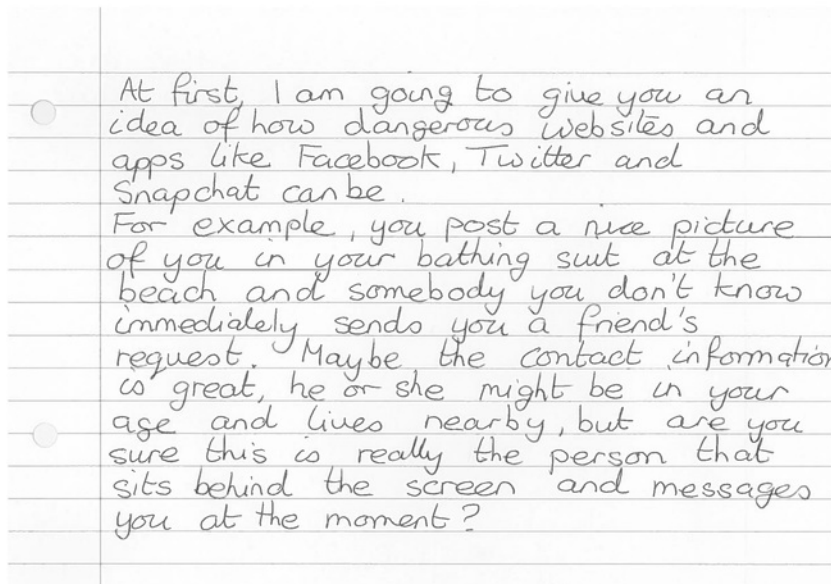 At first, I am going to give you an
idea of how dangerous websites and
apps like Facebook, Twitter and
Snapchat can be.
For example, you post a nice picture
of you in your bathing suit at the
beach and somebody you don't know
immediately sends you a friend's
request. Maybe the contact information
is great, he or she might be in your
age and lives nearby, but are you
sure this is really the person that
sits behind the screen and messages
you at the moment?